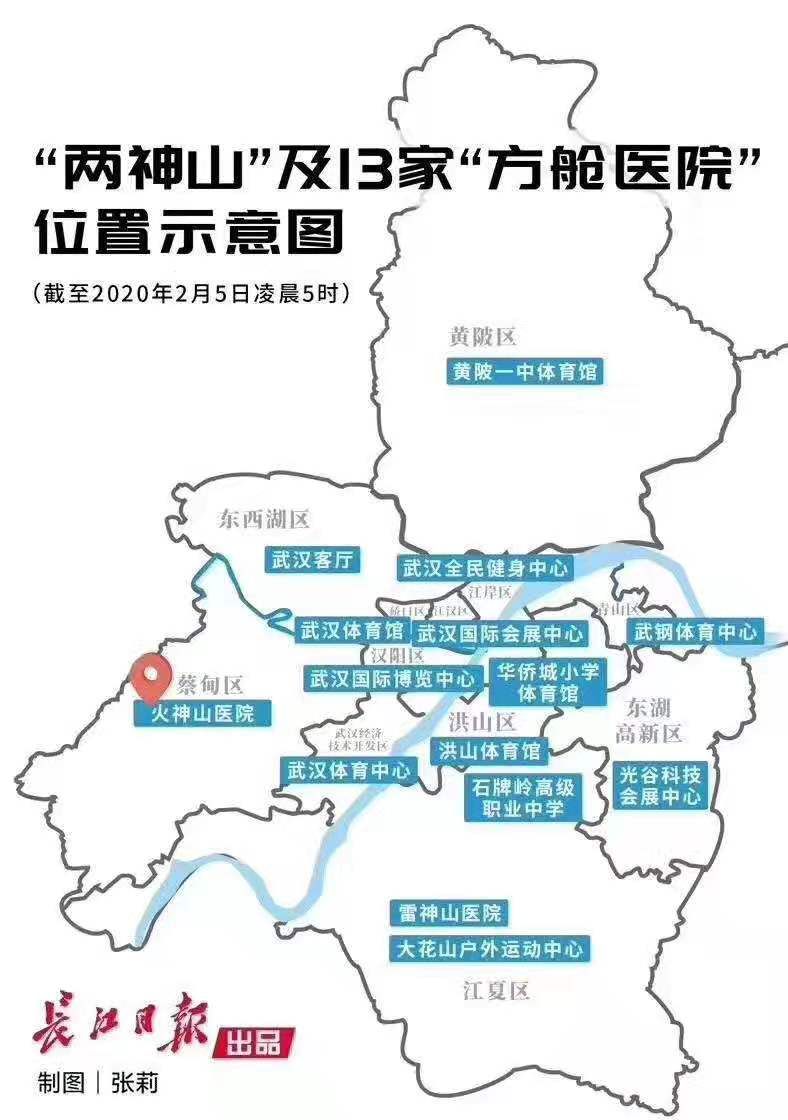 “两神山”及13家“方舱医院”
位置示意图
（截至2020年2月5日凌晨5时）
黄陂区
黄陂一中体育馆
东西湖区
武汉客厅
武汉全民健身中心
江岸区
硚口区
江汉区
青山区
武汉体育馆
武汉国际会展中心
武钢体育中心
汉阳区
武汉国际博览中心
华侨城小学
体育馆
蔡甸区
火神山医院
东湖
高新区
洪山区
武汉经济
技术开发区
洪山体育馆
武汉体育中心
石牌岭高级
职业中学
光谷科技
会展中心
雷神山医院
大花山户外运动中心
江夏区
长江日报
出品
制图｜张莉